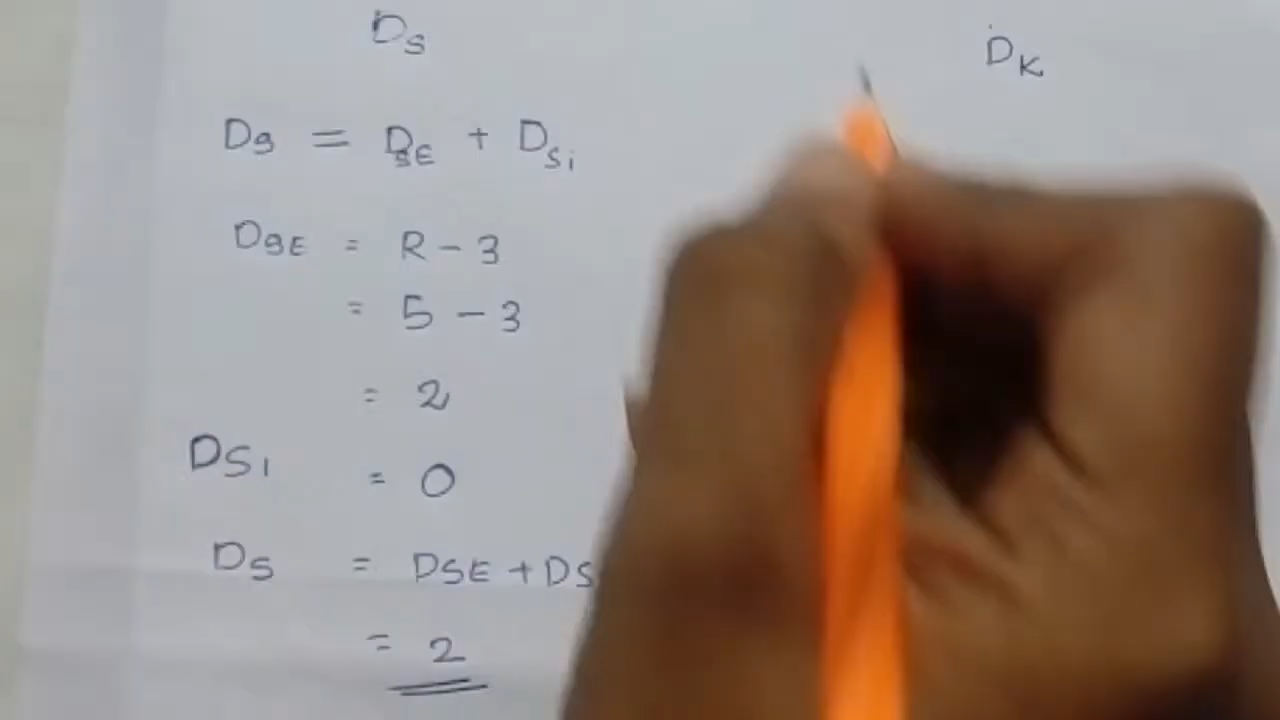 Ds
DK
Ds = DSE + Dsi
DSE = R - 3
= 5 - 3
= 2
DSi = 0
DS = DSE + DS
= 2